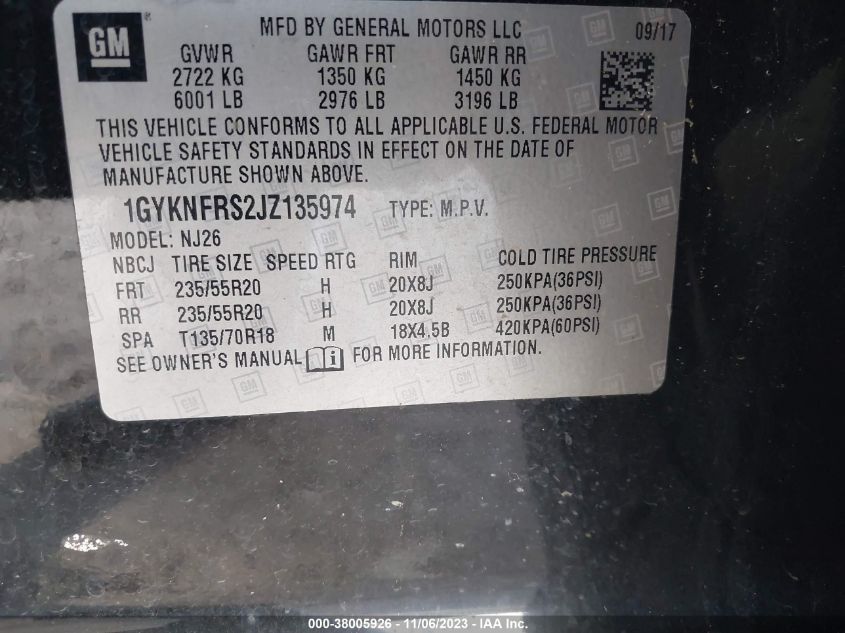 GM
MFD BY GENERAL MOTORS LLC 09/17
GVWR GAWR FRT GAWR RR
2722 KG 1350 KG 1450 KG
6001 LB 2976 LB 3196 LB
THIS VEHICLE CONFORMS TO ALL APPLICABLE U.S. FEDERAL MOTOR
VEHICLE SAFETY STANDARDS IN EFFECT ON THE DATE OF
MANUFACTURE SHOWN ABOVE.
1GYKNFRS2JZ135974 TYPE: M.P.V.
MODEL: NJ26
NBCJ TIRE SIZE SPEED RTG RIM COLD TIRE PRESSURE
FRT 235/55R20 H 20X8J 250KPA(36PSI)
RR 235/55R20 H 20X8J 250KPA(36PSI)
SPA T135/70R18 M 18X4.5B 420KPA(60PSI)
SEE OWNER'S MANUAL FOR MORE INFORMATION.
000-38005926 - 11/06/2023 - IAA Inc.